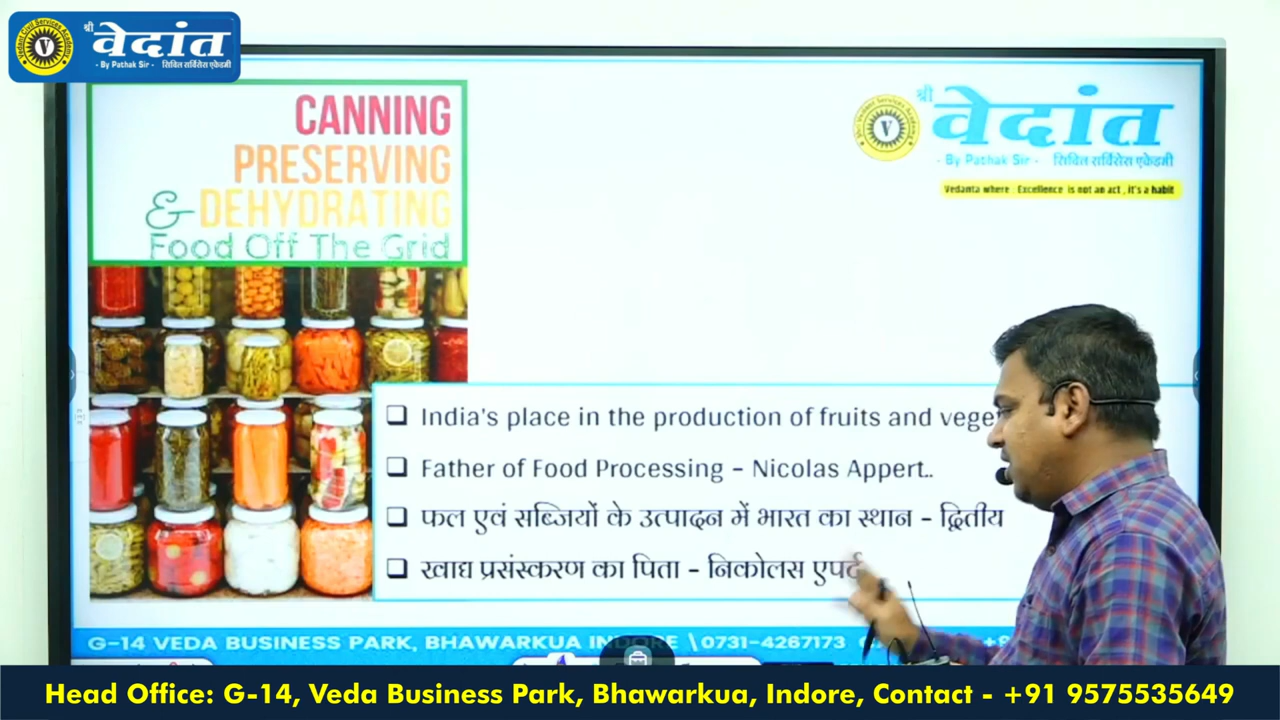 श्री
वेदांत
- By Pathak Sir - सिविल सर्विसेस एकेडमी
V
CANNING
PRESERVING
& DEHYDRATING
Food Off The Grid
श्री
वेदांत
- By Pathak Sir - सिविल सर्विसेस एकेडमी
V
Vedanta where : Excellence is not an act , it's a habit
❑ India's place in the production of fruits and
❑ Father of Food Processing – Nicolas Appert..
❑ फल एवं सब्जियों के उत्पादन में भारत का स्थान – द्वितीय
❑ खाद्य प्रसंस्करण का पिता – निकोलस एपर्ट
G-14 VEDA BUSINESS PARK, BHAWARKUA INDORE \0731-4267173
Head Office: G-14, Veda Business Park, Bhawarkua, Indore, Contact - +91 9575535649